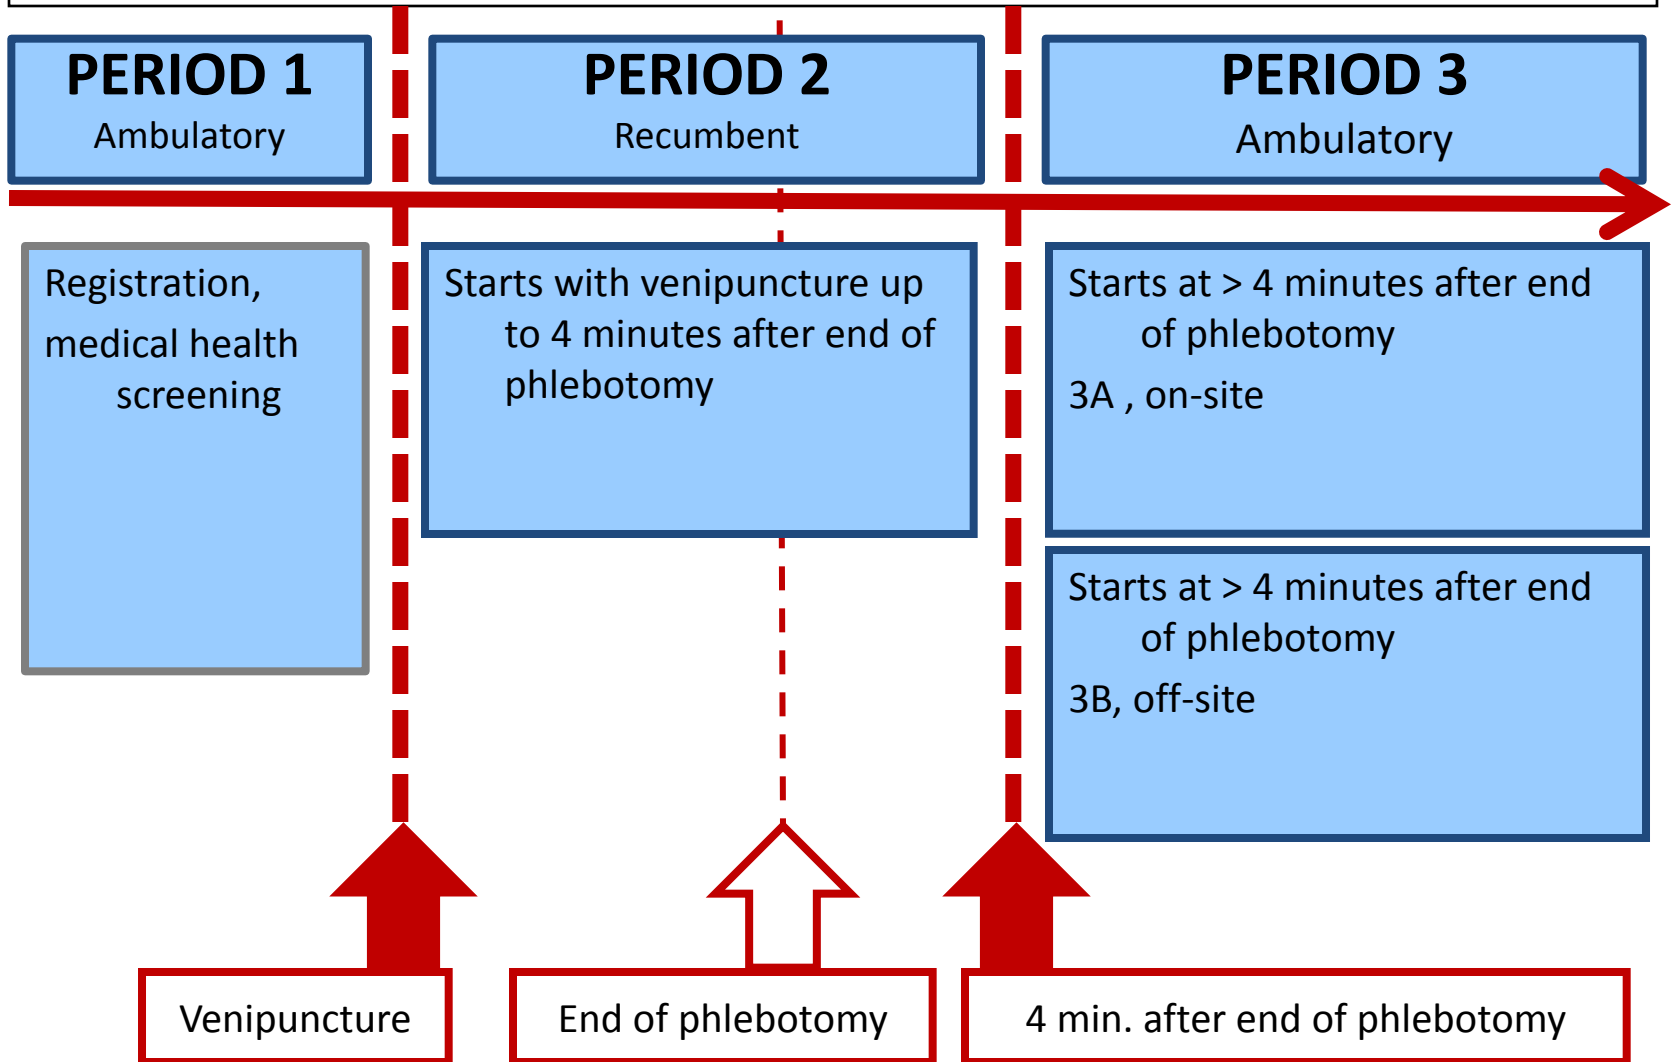 PERIOD 1
Ambulatory
PERIOD 2
Recumbent
PERIOD 3
Ambulatory
Registration,
medical health
screening
Starts with venipuncture up
to 4 minutes after end of
phlebotomy
Starts at > 4 minutes after end
of phlebotomy
3A , on-site
Starts at > 4 minutes after end
of phlebotomy
3B, off-site
Venipuncture
End of phlebotomy
4 min. after end of phlebotomy